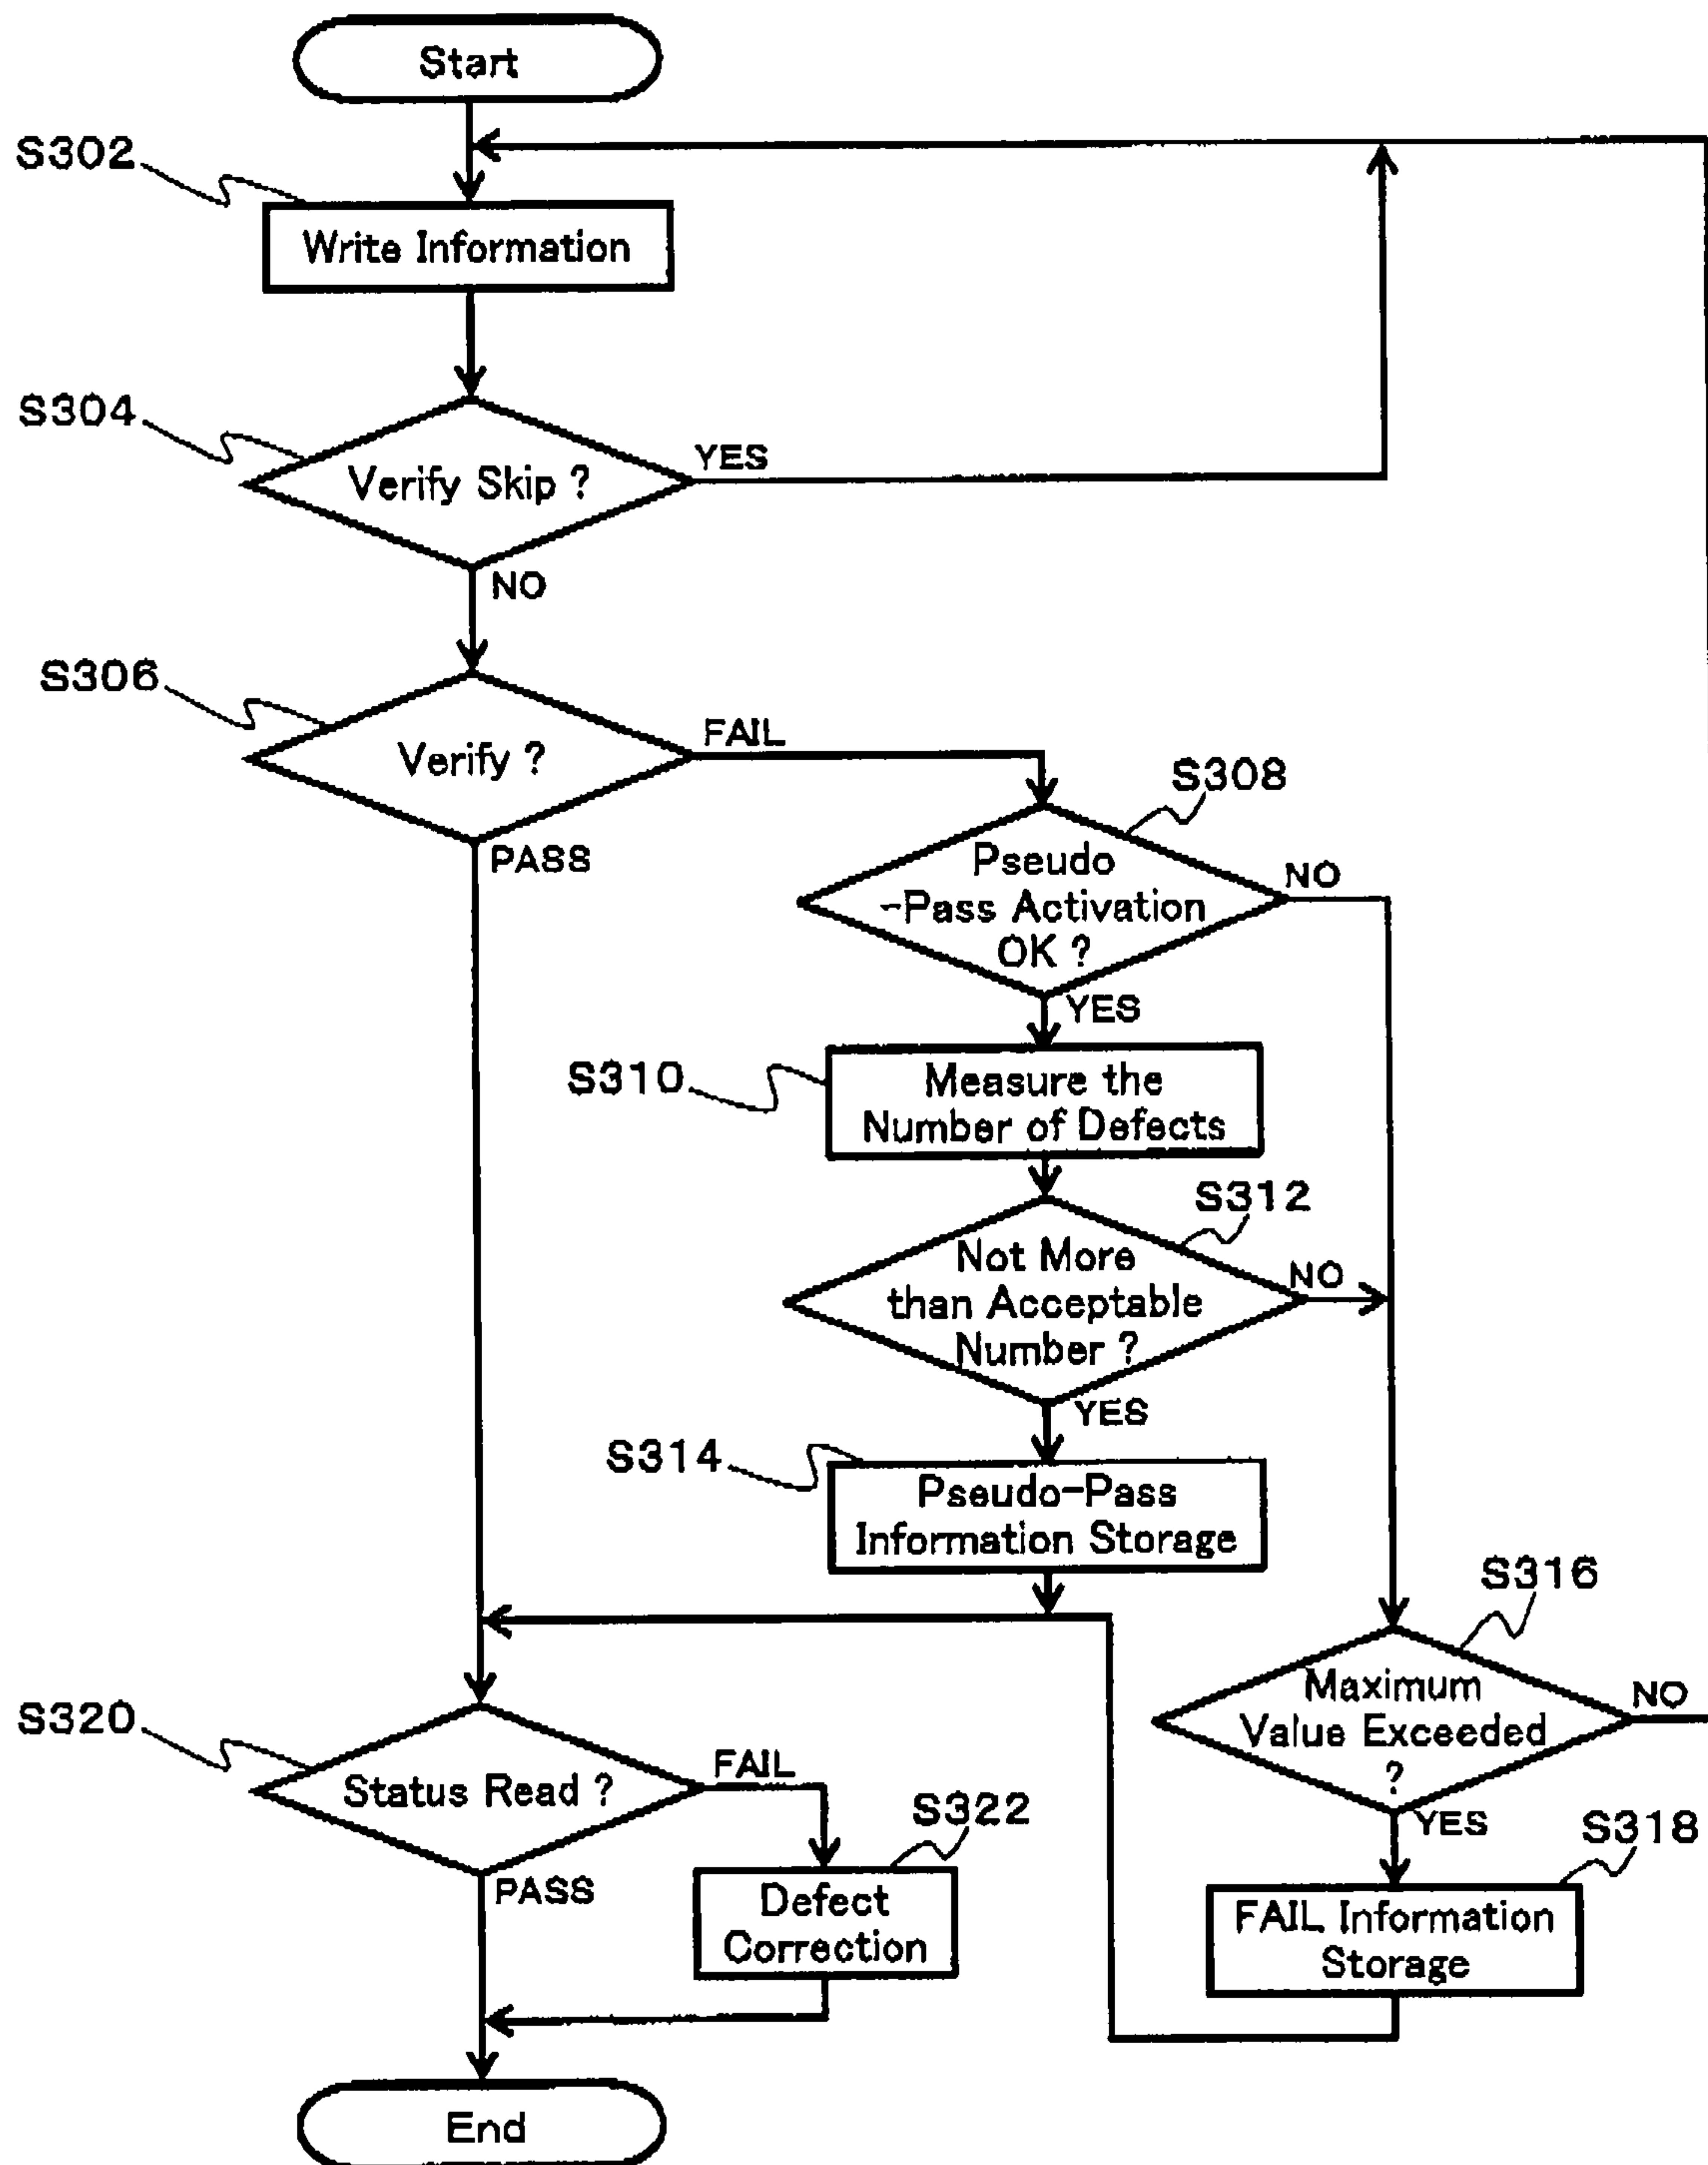 Start
S302
Write Information
S304
Verify Skip ?
YES
NO
S306
Verify ?
FAIL
PASS
S308
Pseudo
-Pass Activation
OK ?
NO
YES
S310
Measure the
Number of Defects
S312
Not More
than Acceptable
Number ?
NO
YES
S314
Pseudo-Pass
Information Storage
S316
Maximum
Value Exceeded
?
NO
YES
S318
FAIL Information
Storage
S320
Status Read ?
FAIL
PASS
S322
Defect
Correction
End